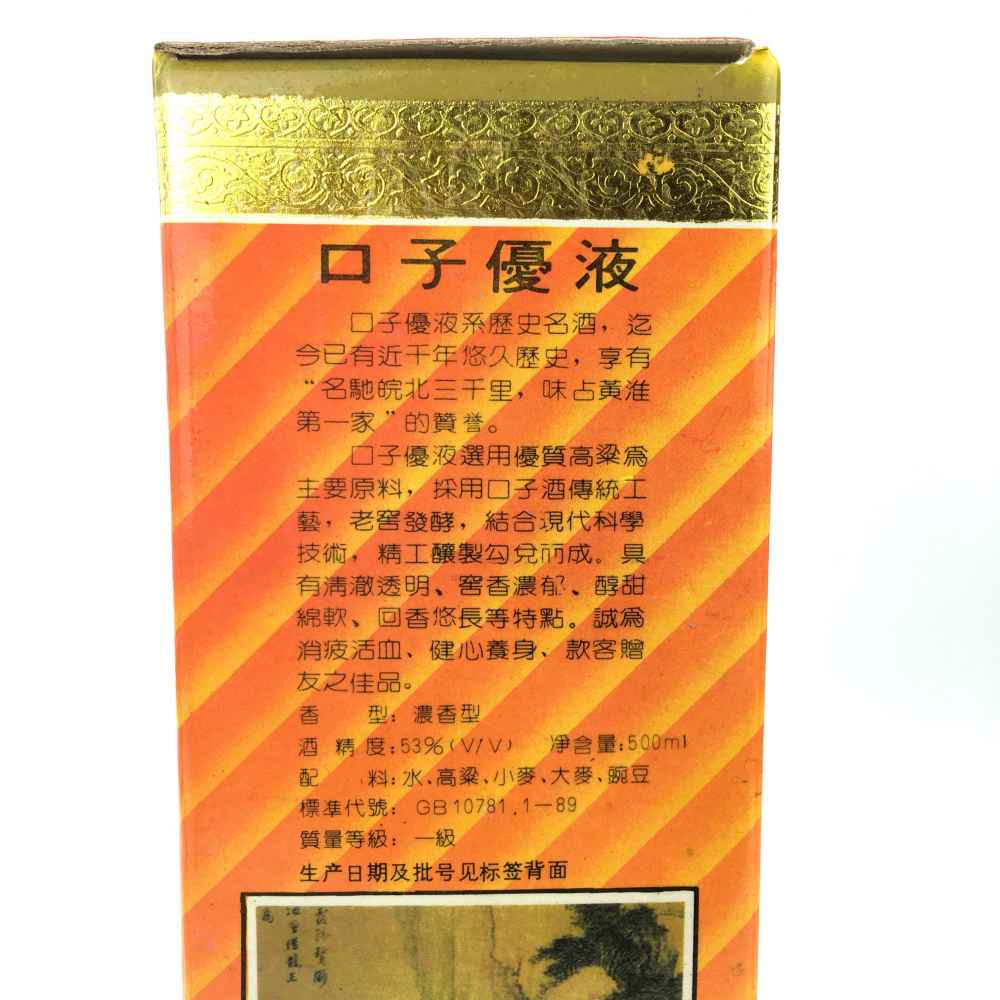 口子優液
口子優液系歷史名酒，迄
今已有近千年悠久歷史，享有
“名馳皖北三千里，味占黃淮
第一家”的贊誉。
口子優液選用優質高粱爲
主要原料，採用口子酒傳統工
藝，老窖發酵，結合現代科學
技術，精工釀製勾兌而成。具
有清澈透明、窖香濃郁、醇甜
綿軟、回香悠長等特點。誠爲
消疲活血、健心養身、款客贈
友之佳品。
香　型：濃香型
酒精度：53%(V/V)　净含量：500ml
配　料：水、高粱、小麥、大麥、豌豆
標準代號：GB10781.1—89
質量等級：一級
生产日期及批号见标签背面